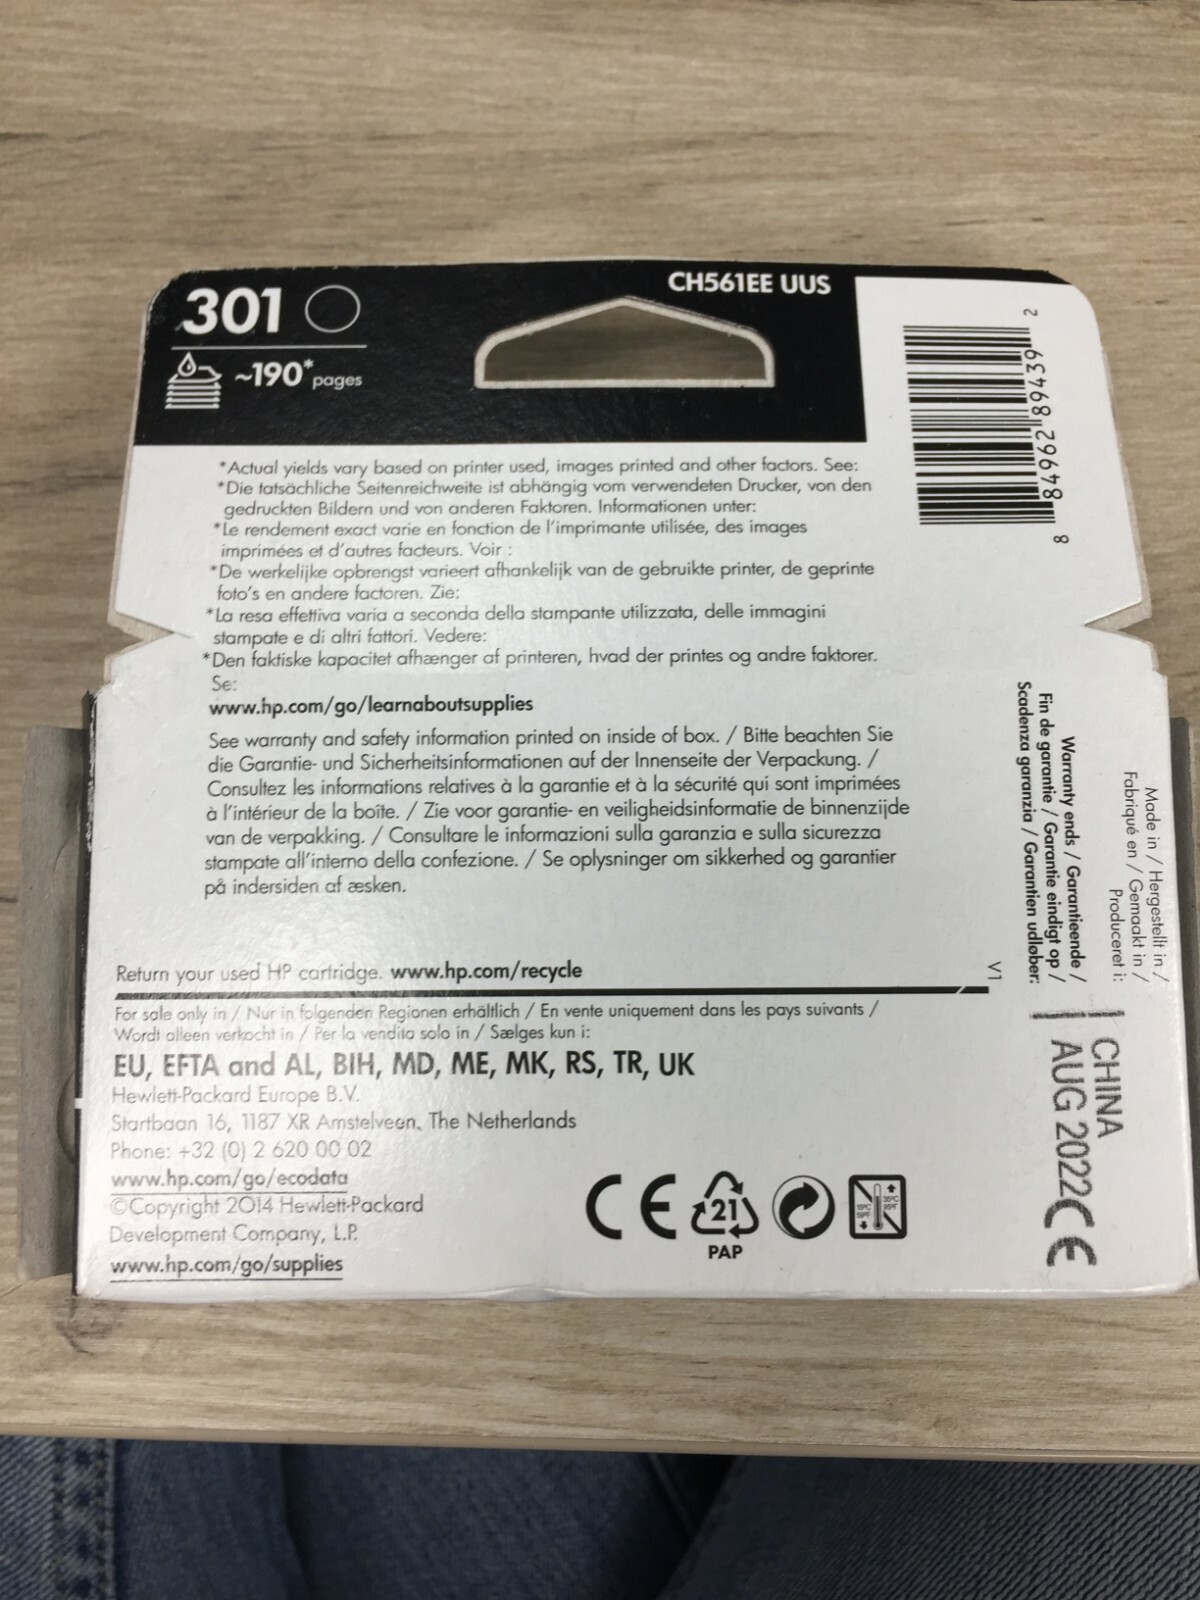 301
CH561EE UUS
~190* pages
2
84962 89439
8
*Actual yields vary based on printer used, images printed and other factors. See:
*Die tatsächliche Seitenreichweite ist abhängig vom verwendeten Drucker, von den
gedruckten Bildern und von anderen Faktoren. Informationen unter:
*Le rendement exact varie en fonction de l'imprimante utilisée, des images
imprimées et d'autres facteurs. Voir :
*De werkelijke opbrengst varieert afhankelijk van de gebruikte printer, de geprinte
foto's en andere factoren. Zie:
*La resa effettiva varia a seconda della stampante utilizzata, delle immagini
stampate e di altri fattori. Vedere:
*Den faktiske kapacitet afhænger af printeren, hvad der printes og andre faktorer.
Se:
www.hp.com/go/learnaboutsupplies
See warranty and safety information printed on inside of box. / Bitte beachten Sie
die Garantie- und Sicherheitsinformationen auf der Innenseite der Verpackung. /
Consultez les informations relatives à la garantie et à la sécurité qui sont imprimées
à l'intérieur de la boîte. / Zie voor garantie- en veiligheidsinformatie de binnenzijde
van de verpakking. / Consultare le informazioni sulla garanzia e sulla sicurezza
stampate all'interno della confezione. / Se oplysninger om sikkerhed og garantier
på indersiden af æsken.
Return your used HP cartridge. www.hp.com/recycle
V1
For sale only in / Nur in folgenden Regionen erhältlich / En vente uniquement dans les pays suivants /
Wordt alleen verkocht in / Per la vendita solo in / Sælges kun i:
EU, EFTA and AL, BIH, MD, ME, MK, RS, TR, UK
Hewlett-Packard Europe B.V.
Startbaan 16, 1187 XR Amstelveen, The Netherlands
Phone: +32 (0) 2 620 00 02
www.hp.com/go/ecodata
©Copyright 2014 Hewlett-Packard
Development Company, L.P.
www.hp.com/go/supplies
CE
21
PAP
15ºC
59ºF
35ºC
95ºF
Made in / Hergestellt in /
Fabriqué en / Gemaakt in /
Produceret i:
Warranty ends / Garantieende /
Fin de garantie / Garantie eindigt op /
Scadenza garanzia / Garantien udløber:
CHINA
AUG 2022
CE